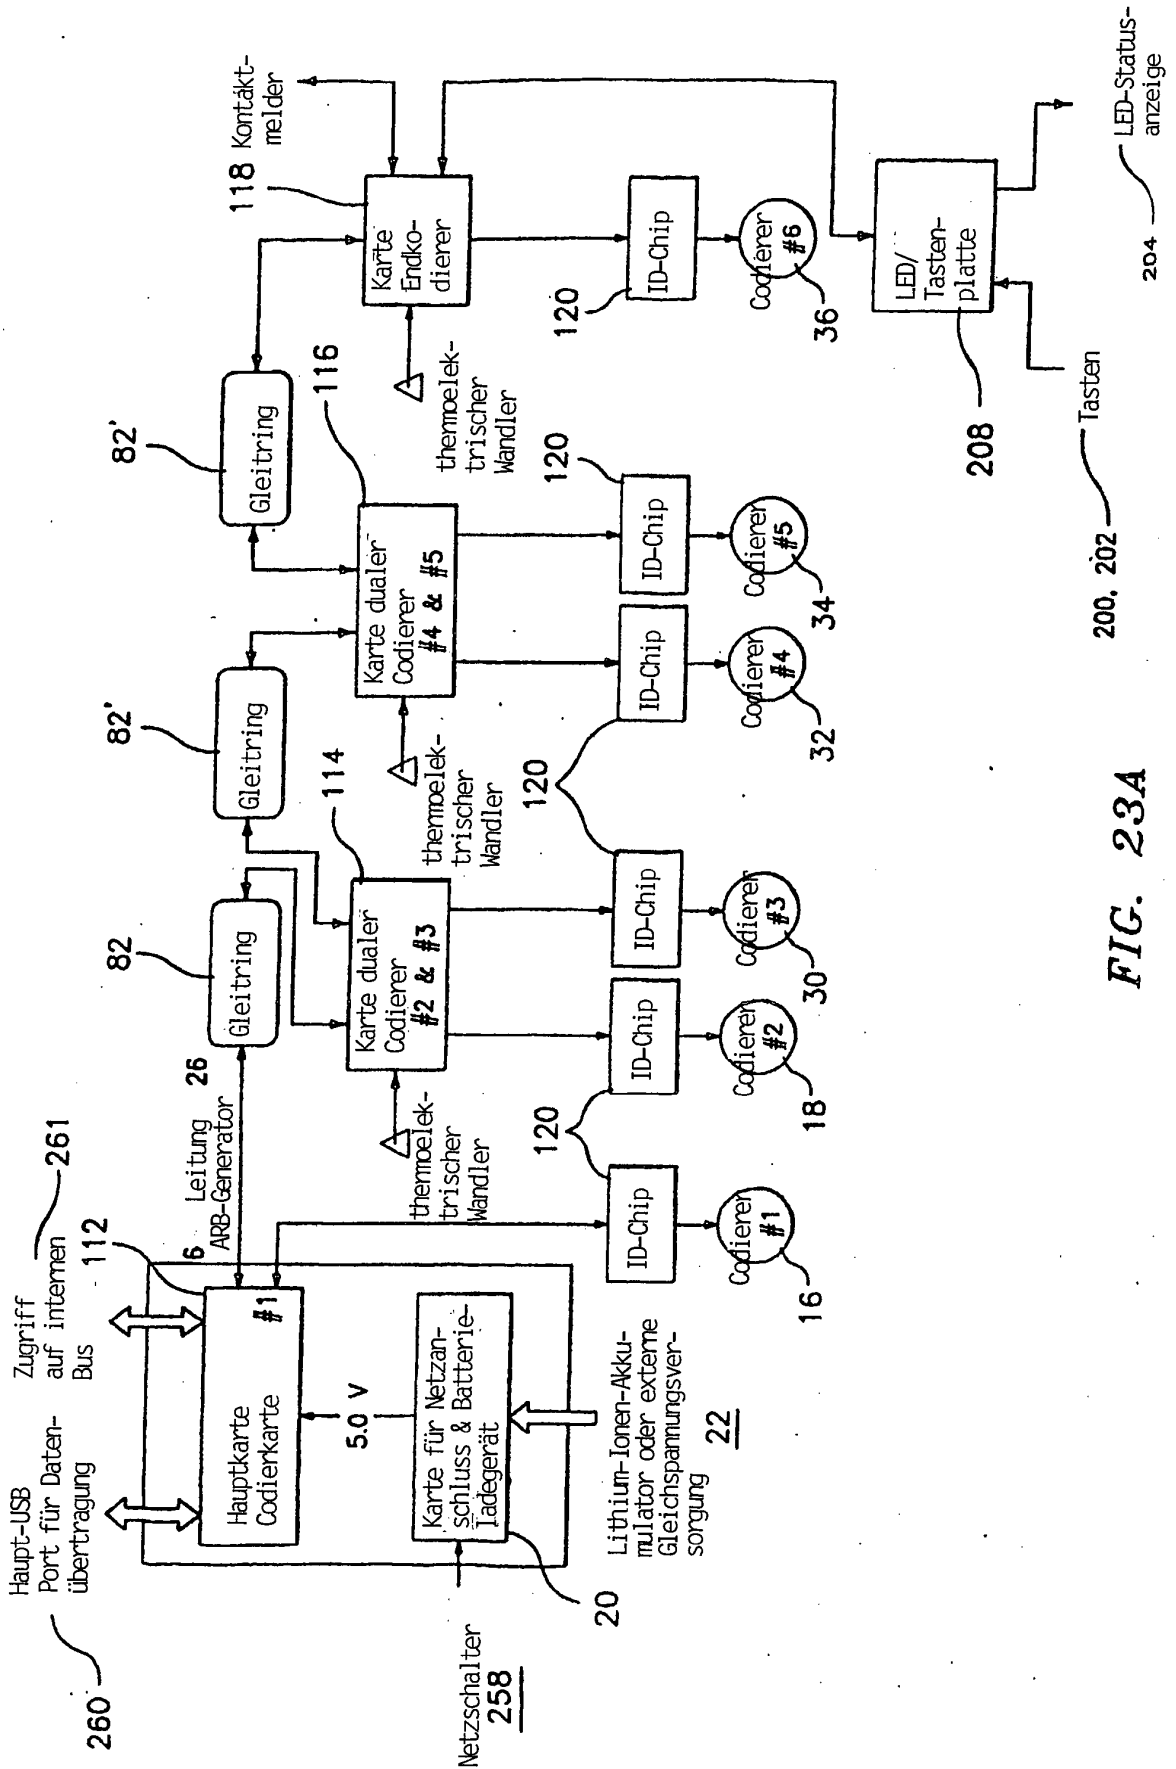 Haupt-USB
Port für Daten-
übertragung
260
Zugriff
auf internen
Bus
261
112
6
Leitung
ARB-Generator
26
82
Gleitring
82'
Gleitring
82'
Gleitring
118
Kontakt-
melder
Hauptkarte
Codierkarte
#1
5.0 V
Karte für Netzan-
schluss & Batterie-
ladegerät
Netzschalter
258
20
Lithium-Ionen-Akku-
mulator oder externe
Gleichspannungsver-
sorgung
22
Karte dualer
Codierer
#2 & #3
114
thermoelek-
trischer
Wandler
Karte dualer
Codierer
#4 & #5
116
thermoelek-
trischer
Wandler
Karte
Endko-
dierer
thermoelek-
trischer
Wandler
120
ID-Chip
ID-Chip
120
ID-Chip
ID-Chip
120
ID-Chip
120
ID-Chip
Codierer
#1
16
Codierer
#2
18
Codierer
#3
30
Codierer
#4
32
Codierer
#5
34
Codierer
#6
36
LED/
Tasten-
platte
208
200, 202
Tasten
204
LED-Status-
anzeige
FIG. 23A